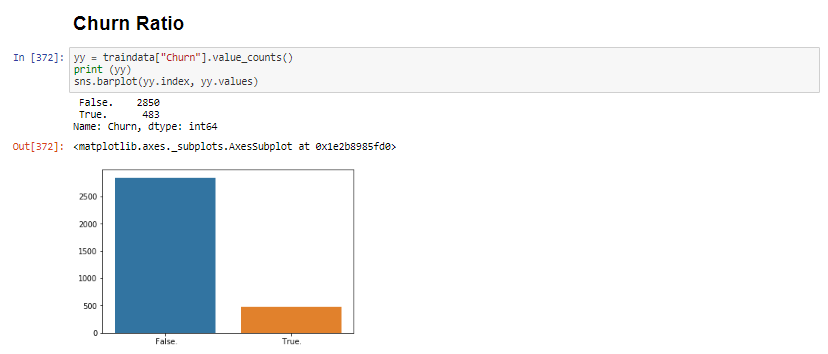 Churn Ratio
In [372]: yy = traindata["Churn"].value_counts()
print (yy)
sns.barplot(yy.index, yy.values)
False. 2850
True. 483
Name: Churn, dtype: int64
Out[372]: <matplotlib.axes._subplots.AxesSubplot at 0x1e2b8985fd0>
2500
2000
1500
1000
500
0
False. True.